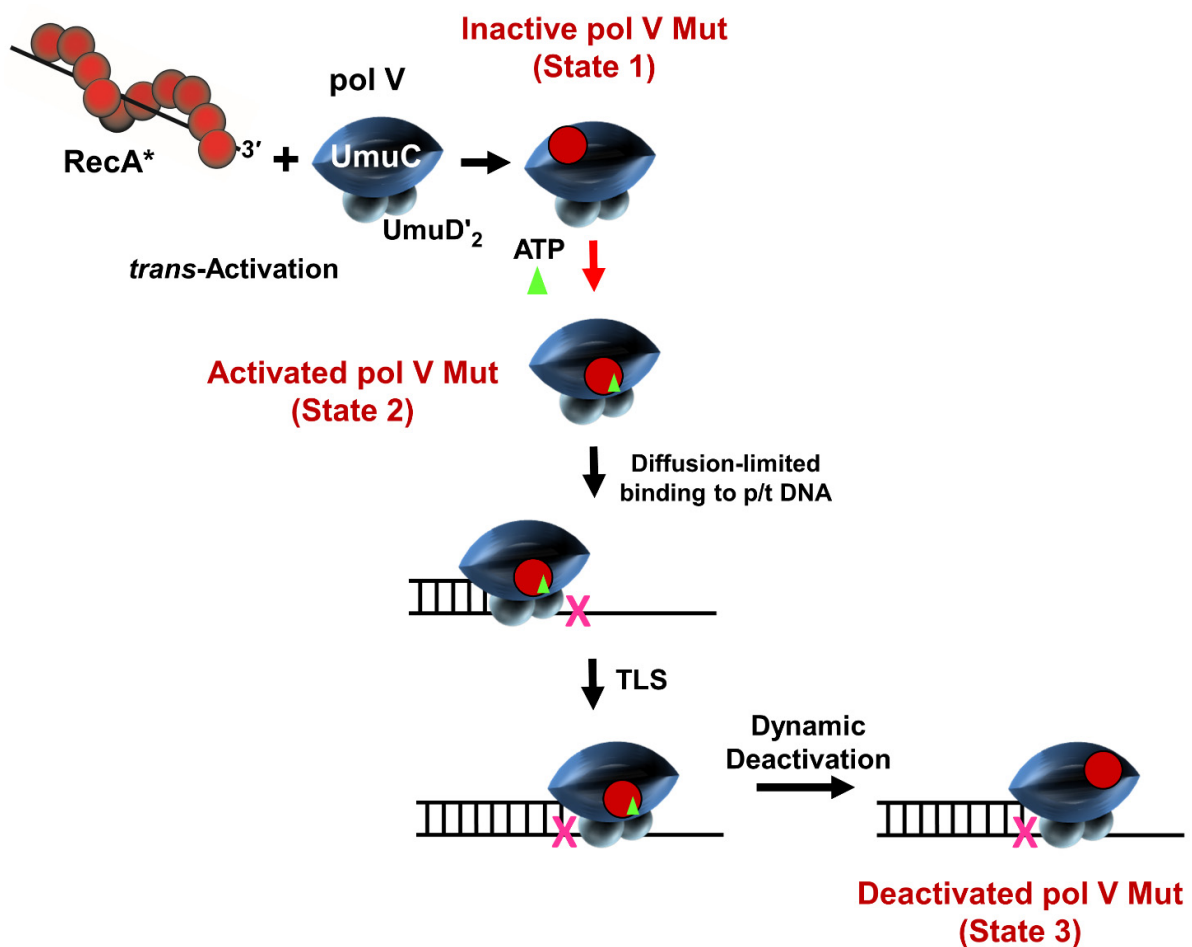 Inactive pol V Mut
(State 1)
pol V
RecA*
3′
+
UmuC
UmuD'₂
trans-Activation
ATP
Activated pol V Mut
(State 2)
Diffusion-limited
binding to p/t DNA
X
TLS
Dynamic
Deactivation
X
X
Deactivated pol V Mut
(State 3)